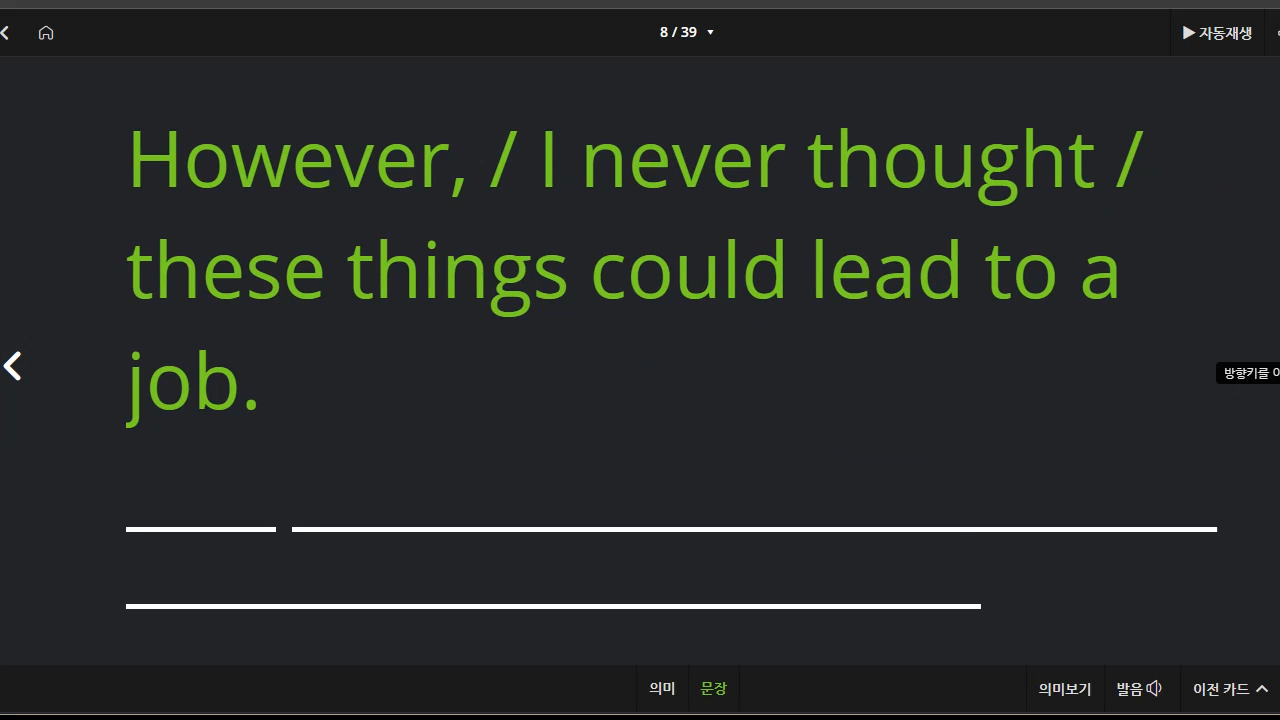 8 / 39
자동재생
However, / I never thought /
these things could lead to a
job.
방향키를
의미
문장
의미보기
발음
이전 카드